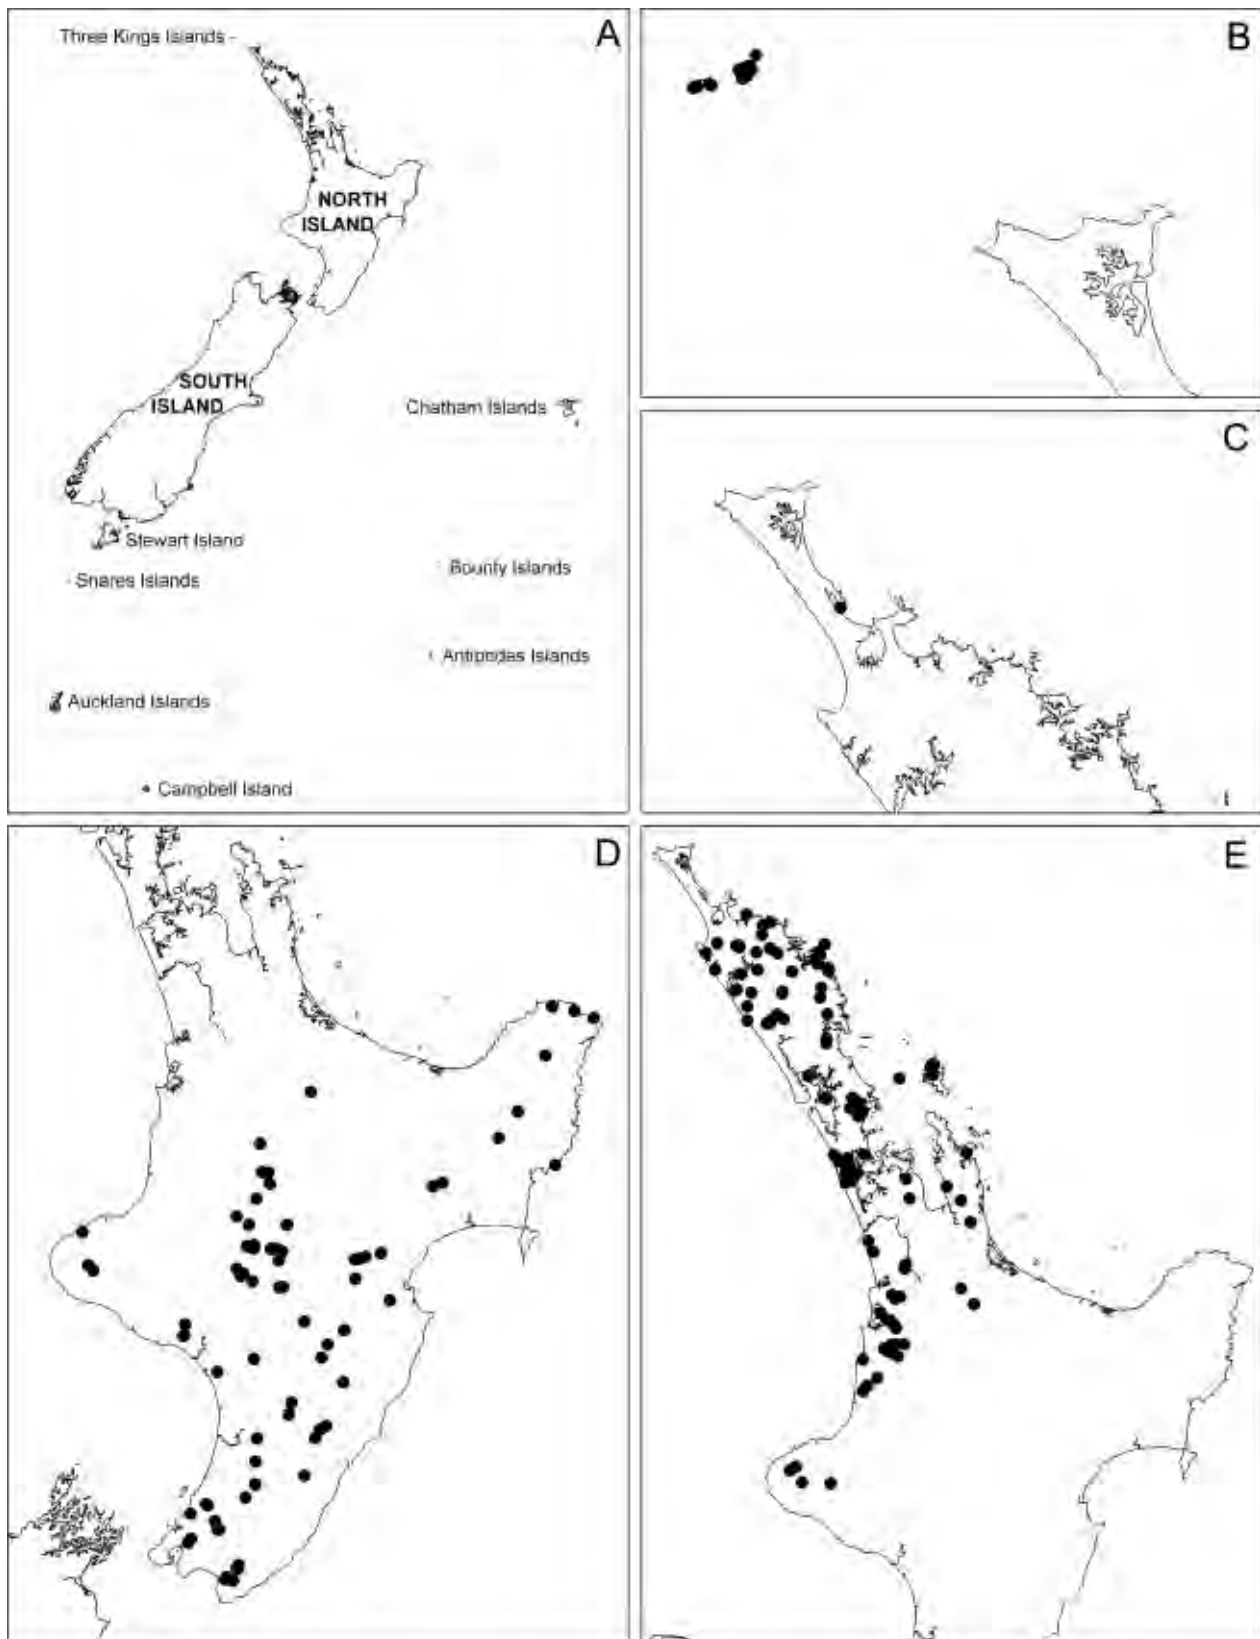 Three Kings Islands
A
NORTH
ISLAND
SOUTH
ISLAND
Chatham Islands
Stewart Island
Snares Islands
Bounty Islands
Antipodes Islands
Auckland Islands
Campbell Island
B
C
D
E